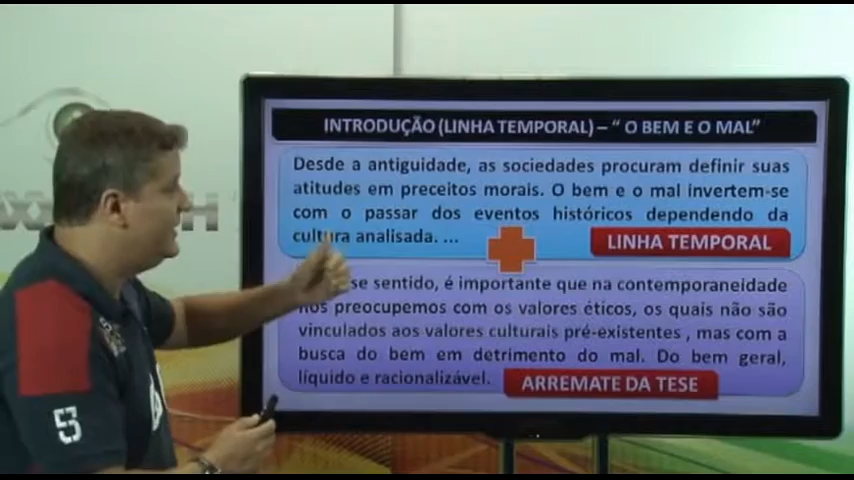 INTRODUÇÃO(LINHA TEMPORAL) – " O BEM E O MAL"
Desde a antiguidade, as sociedades procuram definir suas
atitudes em preceitos morais. O bem e o mal invertem-se
com o passar dos eventos históricos dependendo da
cultura analisada. ...
LINHA TEMPORAL
se sentido, é importante que na contemporaneidade
nos preocupemos com os valores éticos, os quais não são
vinculados aos valores culturais pré-existentes , mas com a
busca do bem em detrimento do mal. Do bem geral,
líquido e racionalizável.
ARREMATE DA TESE
5